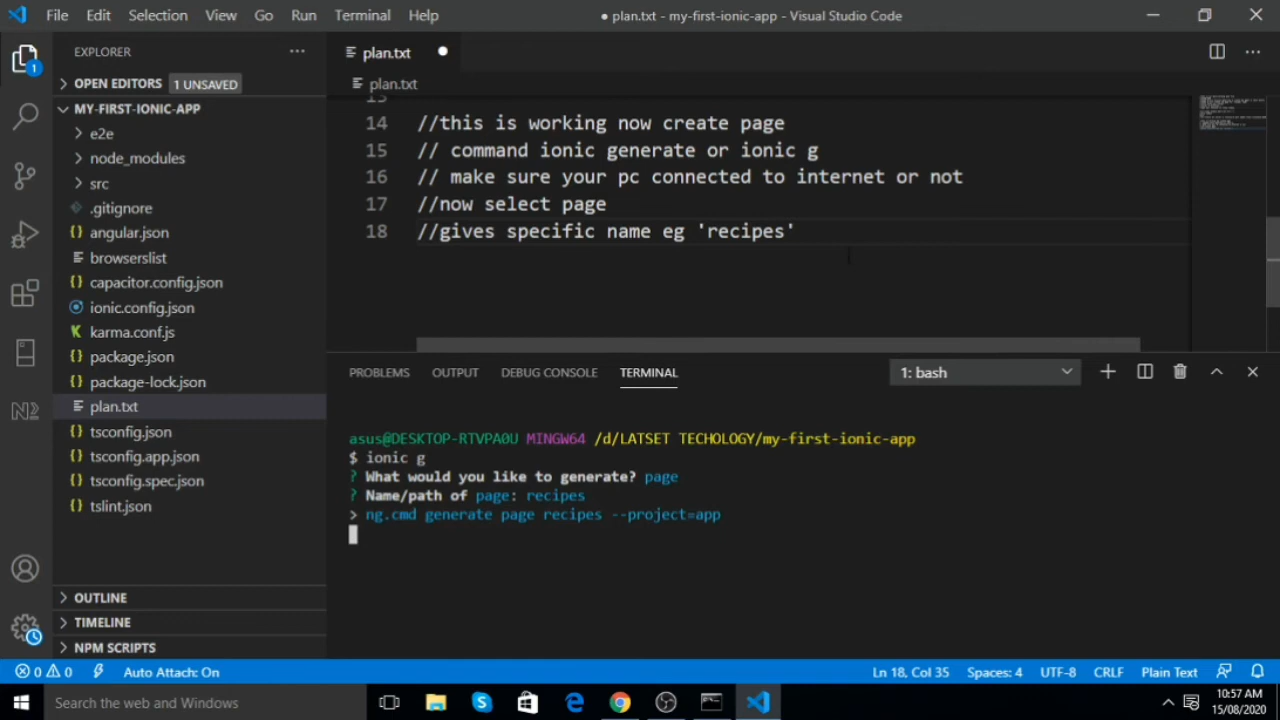 File Edit Selection View Go Run Terminal Help
● plan.txt - my-first-ionic-app - Visual Studio Code
EXPLORER
OPEN EDITORS 1 UNSAVED
MY-FIRST-IONIC-APP
e2e
node_modules
src
.gitignore
angular.json
browserslist
capacitor.config.json
ionic.config.json
karma.conf.js
package.json
package-lock.json
plan.txt
tsconfig.json
tsconfig.app.json
tsconfig.spec.json
tslint.json
OUTLINE
TIMELINE
NPM SCRIPTS
1
plan.txt
plan.txt
13
14 //this is working now create page
15 // command ionic generate or ionic g
16 // make sure your pc connected to internet or not
17 //now select page
18 //gives specific name eg 'recipes'
PROBLEMS OUTPUT DEBUG CONSOLE TERMINAL 1: bash
asus@DESKTOP-RTVPA0U MINGW64 /d/LATSET TECHOLOGY/my-first-ionic-app
$ ionic g
? What would you like to generate? page
? Name/path of page: recipes
> ng.cmd generate page recipes --project=app
0 0 Auto Attach: On Ln 18, Col 35 Spaces: 4 UTF-8 CRLF Plain Text
Search the web and Windows
10:57 AM
15/08/2020